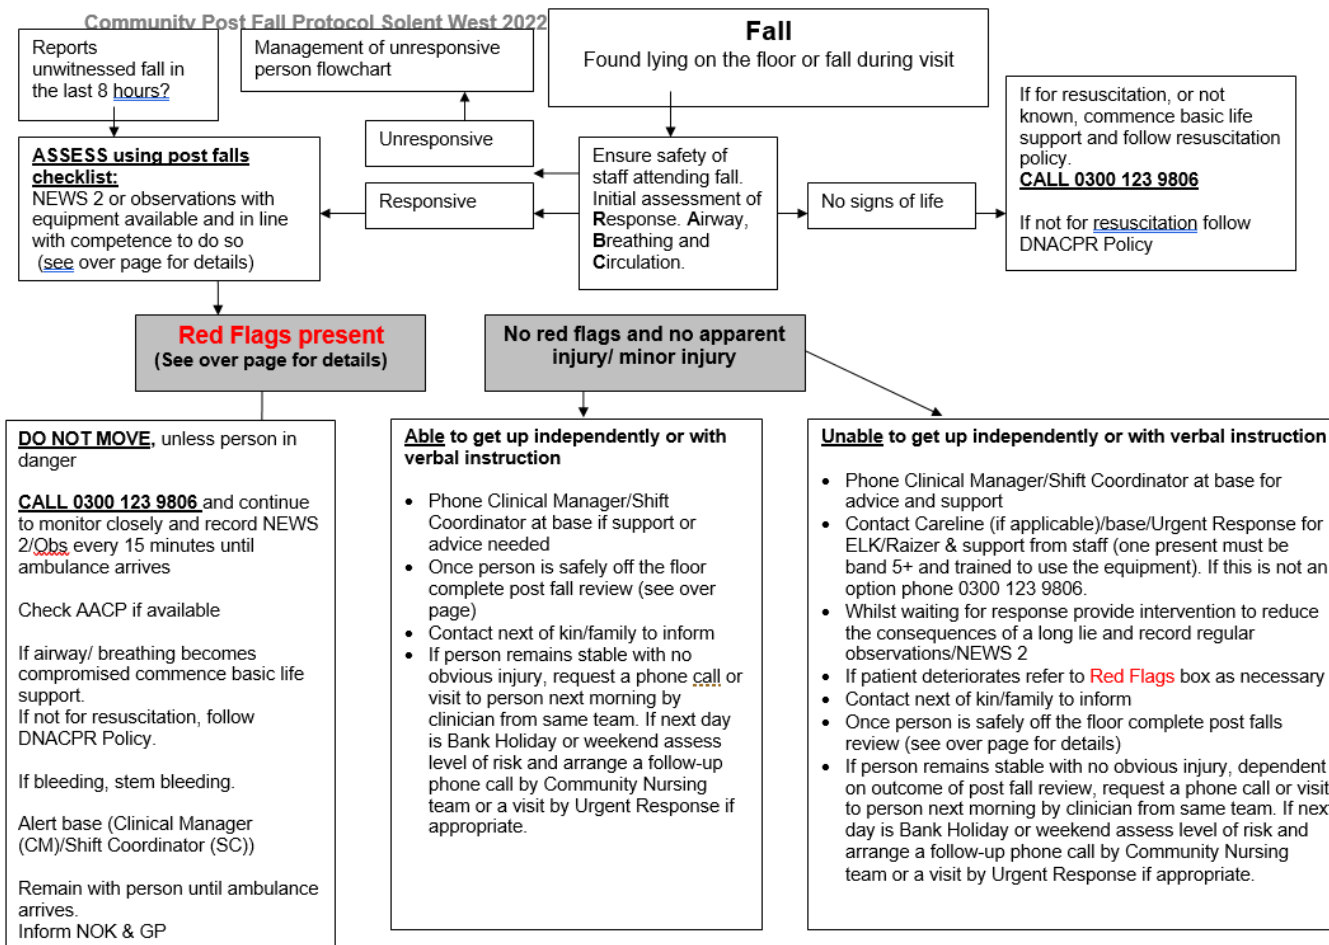 Community Post Fall Protocol Solent West 2022
Reports
unwitnessed fall in
the last 8 hours?
Management of unresponsive
person flowchart
Fall
Found lying on the floor or fall during visit
If for resuscitation, or not
known, commence basic life
support and follow resuscitation
policy.
CALL 0300 123 9806
If not for resuscitation follow
DNACPR Policy
Unresponsive
ASSESS using post falls
checklist:
NEWS 2 or observations with
equipment available and in line
with competence to do so
(see over page for details)
Responsive
Ensure safety of
staff attending fall.
Initial assessment of
Response. Airway,
Breathing and
Circulation.
No signs of life
Red Flags present
(See over page for details)
No red flags and no apparent
injury/ minor injury
DO NOT MOVE, unless person in
danger
CALL 0300 123 9806 and continue
to monitor closely and record NEWS
2/Obs every 15 minutes until
ambulance arrives
Check AACP if available
If airway/ breathing becomes
compromised commence basic life
support.
If not for resuscitation, follow
DNACPR Policy.
If bleeding, stem bleeding.
Alert base (Clinical Manager
(CM)/Shift Coordinator (SC))
Remain with person until ambulance
arrives.
Inform NOK & GP
Able to get up independently or with
verbal instruction
• Phone Clinical Manager/Shift
Coordinator at base if support or
advice needed
• Once person is safely off the floor
complete post fall review (see over
page)
• Contact next of kin/family to inform
• If person remains stable with no
obvious injury, request a phone call or
visit to person next morning by
clinician from same team. If next day
is Bank Holiday or weekend assess
level of risk and arrange a follow-up
phone call by Community Nursing
team or a visit by Urgent Response if
appropriate.
Unable to get up independently or with verbal instruction
• Phone Clinical Manager/Shift Coordinator at base for
advice and support
• Contact Careline (if applicable)/base/Urgent Response for
ELK/Raizer & support from staff (one present must be
band 5+ and trained to use the equipment). If this is not an
option phone 0300 123 9806.
• Whilst waiting for response provide intervention to reduce
the consequences of a long lie and record regular
observations/NEWS 2
• If patient deteriorates refer to Red Flags box as necessary
• Contact next of kin/family to inform
• Once person is safely off the floor complete post falls
review (see over page for details)
• If person remains stable with no obvious injury, dependent
on outcome of post fall review, request a phone call or visit
to person next morning by clinician from same team. If next
day is Bank Holiday or weekend assess level of risk and
arrange a follow-up phone call by Community Nursing
team or a visit by Urgent Response if appropriate.